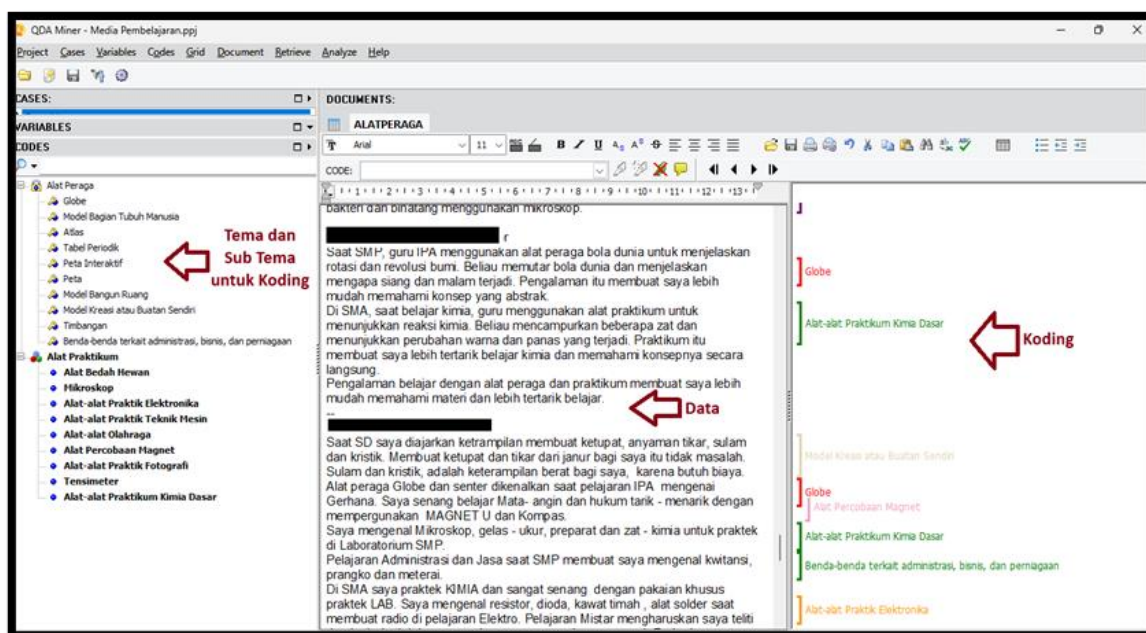 QDA Miner - Media Pembelajaran.ppj
Project Cases Variables Codes Grid Document Retrieve Analyze Help
CASES:
VARIABLES
CODES
Alat Peraga
Globe
Model Bagian Tubuh Manusia
Atlas
Tabel Periodik
Peta Interaktif
Peta
Model Bangun Ruang
Model Kreasi atau Buatan Sendiri
Timbangan
Benda-benda terkait administrasi, bisnis, dan perniagaan
Alat Praktikum
Alat Bedah Hewan
Mikroskop
Alat-alat Praktik Elektronika
Alat-alat Praktik Teknik Mesin
Alat-alat Olahraga
Alat Percobaan Magnet
Alat-alat Praktik Fotografi
Tensimeter
Alat-alat Praktikum Kimia Dasar
Tema dan
Sub Tema
untuk Koding
DOCUMENTS:
ALATPERAGA
Arial 11 B I U
CODE:
1 2 3 4 5 6 7 8 9 10 11 12 13
bakteri dan binatang menggunakan mikroskop.
r
Saat SMP, guru IPA menggunakan alat peraga bola dunia untuk menjelaskan
rotasi dan revolusi bumi. Beliau memutar bola dunia dan menjelaskan
mengapa siang dan malam terjadi. Pengalaman itu membuat saya lebih
mudah memahami konsep yang abstrak.
Di SMA, saat belajar kimia, guru menggunakan alat praktikum untuk
menunjukkan reaksi kimia. Beliau mencampurkan beberapa zat dan
menunjukkan perubahan warna dan panas yang terjadi. Praktikum itu
membuat saya lebih tertarik belajar kimia dan memahami konsepnya secara
langsung.
Pengalaman belajar dengan alat peraga dan praktikum membuat saya lebih
mudah memahami materi dan lebih tertarik belajar.
--
Data
Saat SD saya diajarkan ketrampilan membuat ketupat, anyaman tikar, sulam
dan kristik. Membuat ketupat dan tikar dari janur bagi saya itu tidak masalah.
Sulam dan kristik, adalah keterampilan berat bagi saya, karena butuh biaya.
Alat peraga Globe dan senter dikenalkan saat pelajaran IPA mengenai
Gerhana. Saya senang belajar Mata- angin dan hukum tarik - menarik dengan
mempergunakan MAGNET U dan Kompas.
Saya mengenal Mikroskop, gelas - ukur, preparat dan zat - kimia untuk praktek
di Laboratorium SMP.
Pelajaran Administrasi dan Jasa saat SMP membuat saya mengenal kwitansi,
prangko dan meterai.
Di SMA saya praktek KIMIA dan sangat senang dengan pakaian khusus
praktek LAB. Saya mengenal resistor, dioda, kawat timah , alat solder saat
membuat radio di pelajaran Elektro. Pelajaran Mistar mengharuskan saya teliti
Globe
Alat-alat Praktikum Kimia Dasar
Koding
Model Kreasi atau Buatan Sendiri
Globe
Alat Percobaan Magnet
Alat-alat Praktikum Kimia Dasar
Benda-benda terkait administrasi, bisnis, dan perniagaan
Alat-alat Praktik Elektronika